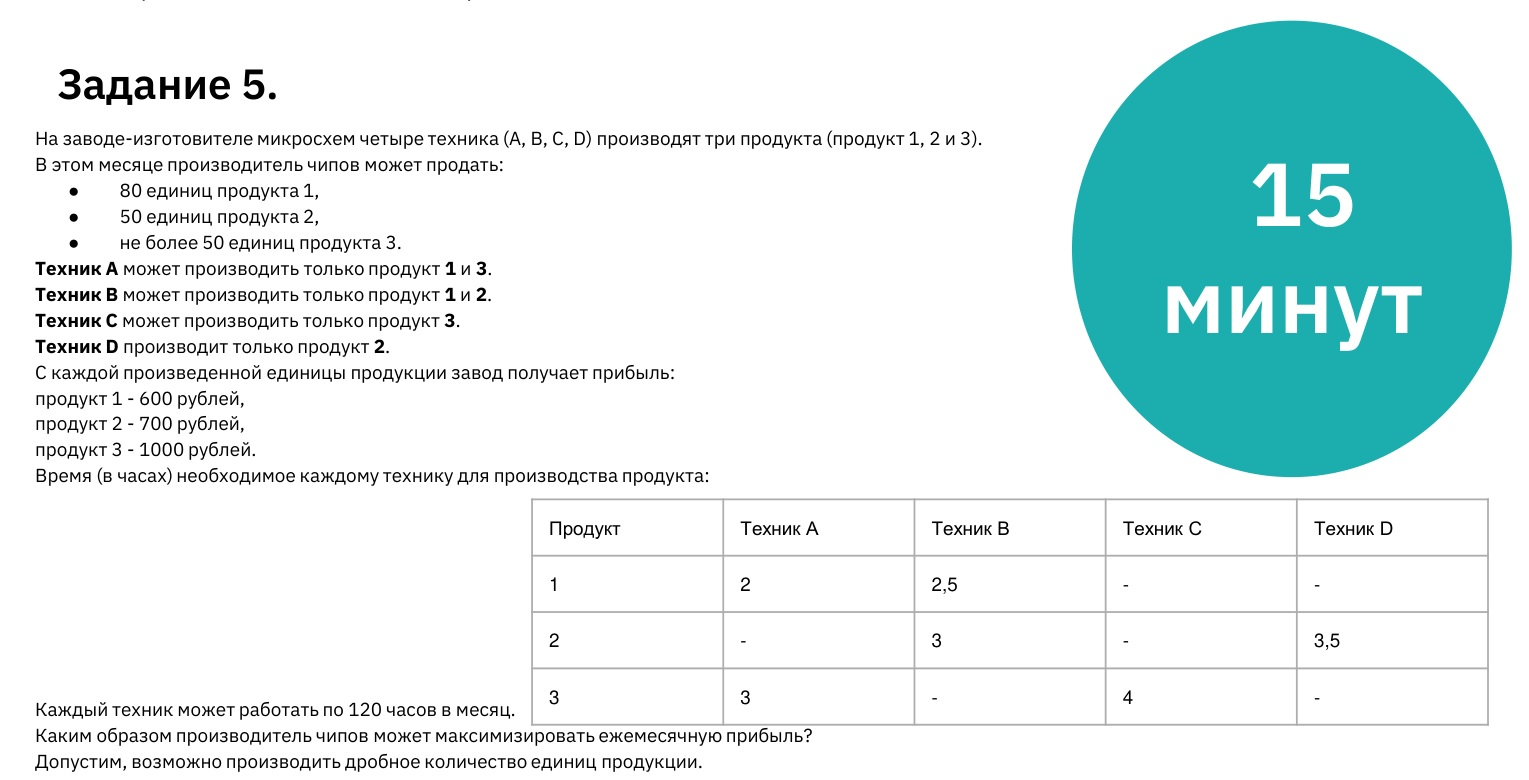 Задание 5.
15
минут
На заводе-изготовителе микросхем четыре техника (A, B, C, D) производят три продукта (продукт 1, 2 и 3).
В этом месяце производитель чипов может продать:
● 80 единиц продукта 1,
● 50 единиц продукта 2,
● не более 50 единиц продукта 3.
Техник A может производить только продукт 1 и 3.
Техник B может производить только продукт 1 и 2.
Техник C может производить только продукт 3.
Техник D производит только продукт 2.
С каждой произведенной единицы продукции завод получает прибыль:
продукт 1 - 600 рублей,
продукт 2 - 700 рублей,
продукт 3 - 1000 рублей.
Время (в часах) необходимое каждому технику для производства продукта:
Продукт Техник A Техник B Техник C Техник D
1 2 2,5 - -
2 - 3 - 3,5
3 3 - 4 -
Каждый техник может работать по 120 часов в месяц.
Каким образом производитель чипов может максимизировать ежемесячную прибыль?
Допустим, возможно производить дробное количество единиц продукции.